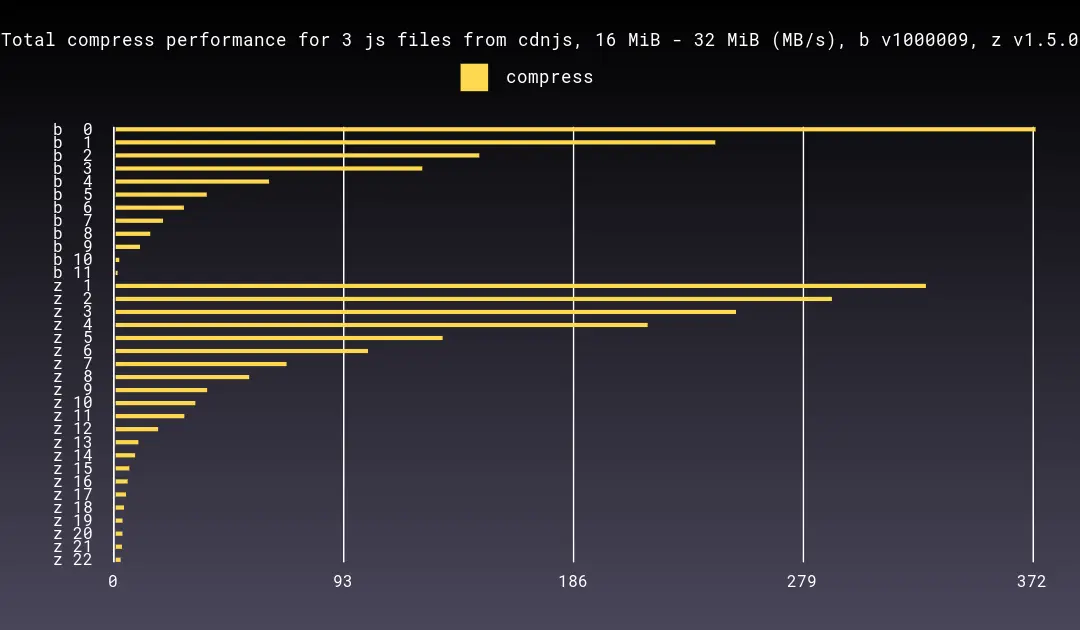 Total compress performance for 3 js files from cdnjs, 16 MiB - 32 MiB (MB/s), b v1000009, z v1.5.0
compress
b 0
b 1
b 2
b 3
b 4
b 5
b 6
b 7
b 8
b 9
b 10
b 11
z 1
z 2
z 3
z 4
z 5
z 6
z 7
z 8
z 9
z 10
z 11
z 12
z 13
z 14
z 15
z 16
z 17
z 18
z 19
z 20
z 21
z 22
0 93 186 279 372